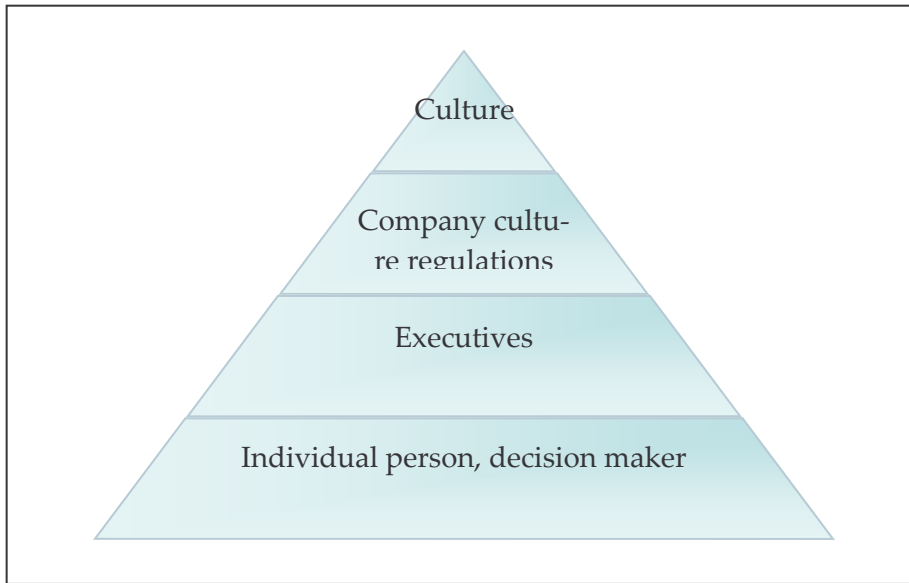 Culture
Company cultu-
re regulations
Executives
Individual person, decision maker